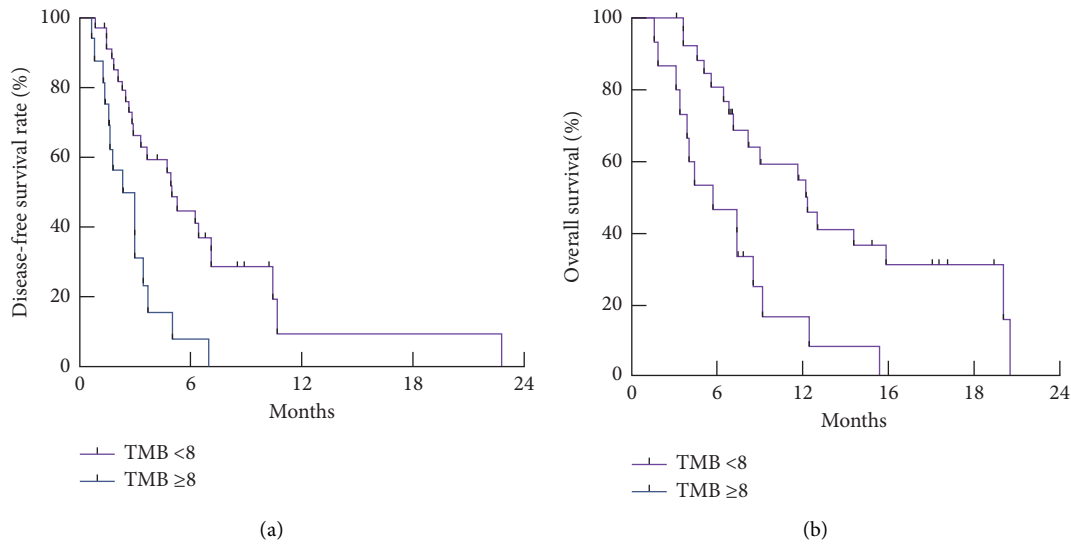 100
80
60
40
20
0
Disease-free survival rate (%)
0 6 12 18 24
Months
TMB <8
TMB ≥8
(a)
100
80
60
40
20
0
Overall survival (%)
0 6 12 16 18 24
Months
TMB <8
TMB ≥8
(b)